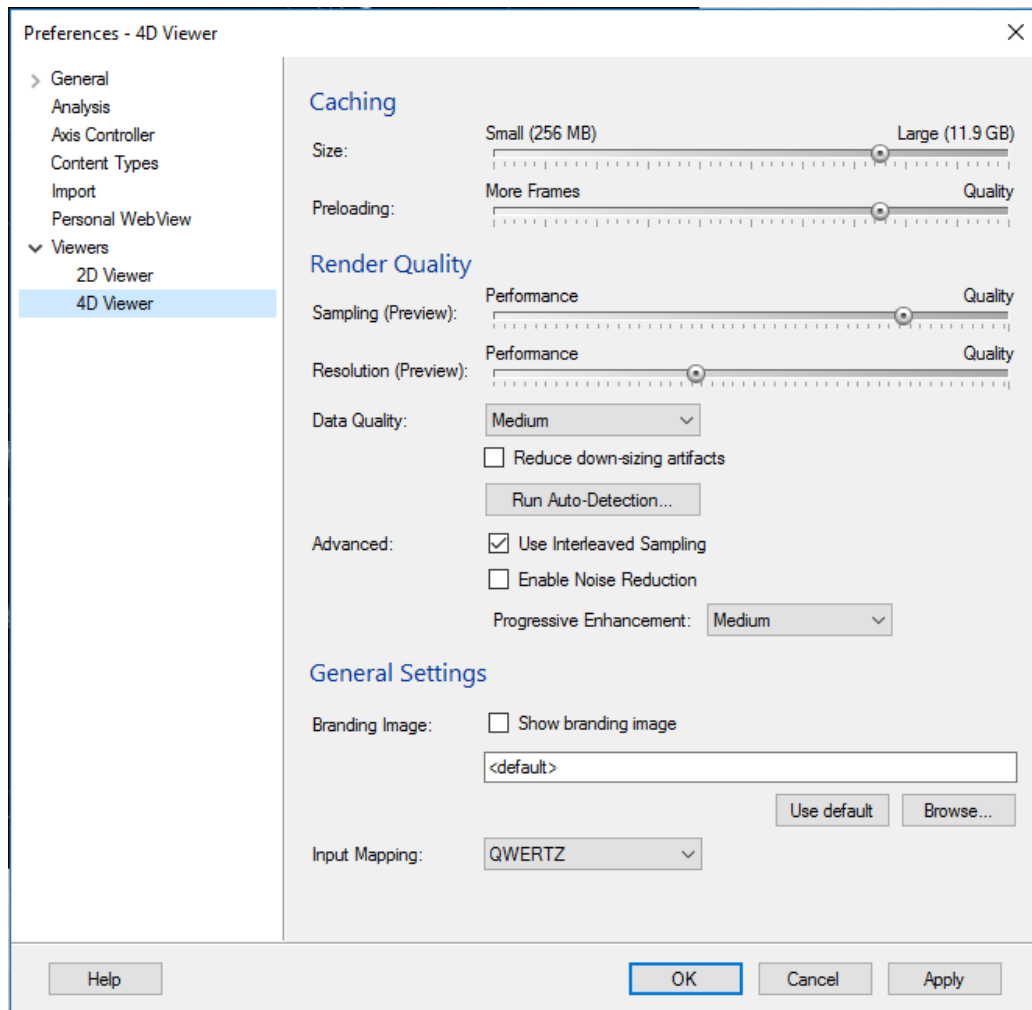 Preferences - 4D Viewer
General
Analysis
Axis Controller
Content Types
Import
Personal WebView
Viewers
2D Viewer
4D Viewer
Caching
Small (256 MB) Large (11.9 GB)
Size:
More Frames Quality
Preloading:
Render Quality
Performance Quality
Sampling (Preview):
Performance Quality
Resolution (Preview):
Data Quality: Medium
Reduce down-sizing artifacts
Run Auto-Detection...
Advanced: Use Interleaved Sampling
Enable Noise Reduction
Progressive Enhancement: Medium
General Settings
Branding Image: Show branding image
<default>
Use default Browse...
Input Mapping: QWERTZ
Help OK Cancel Apply